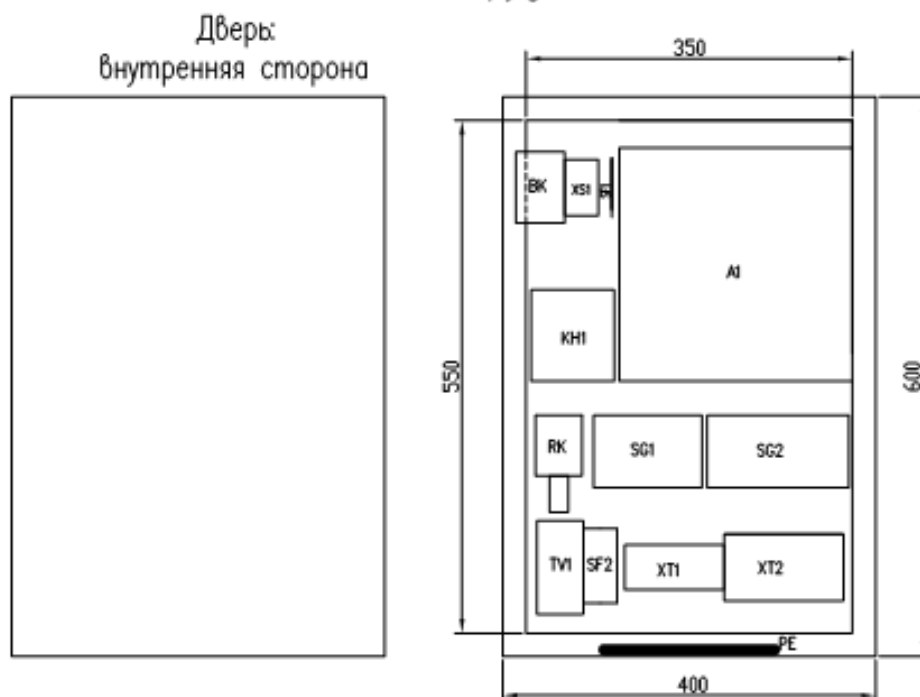 Дверь:
внутренняя сторона
350
BK
XS1
A1
KH1
550
600
RK
SG1
SG2
TV1
SF2
XT1
XT2
PE
400